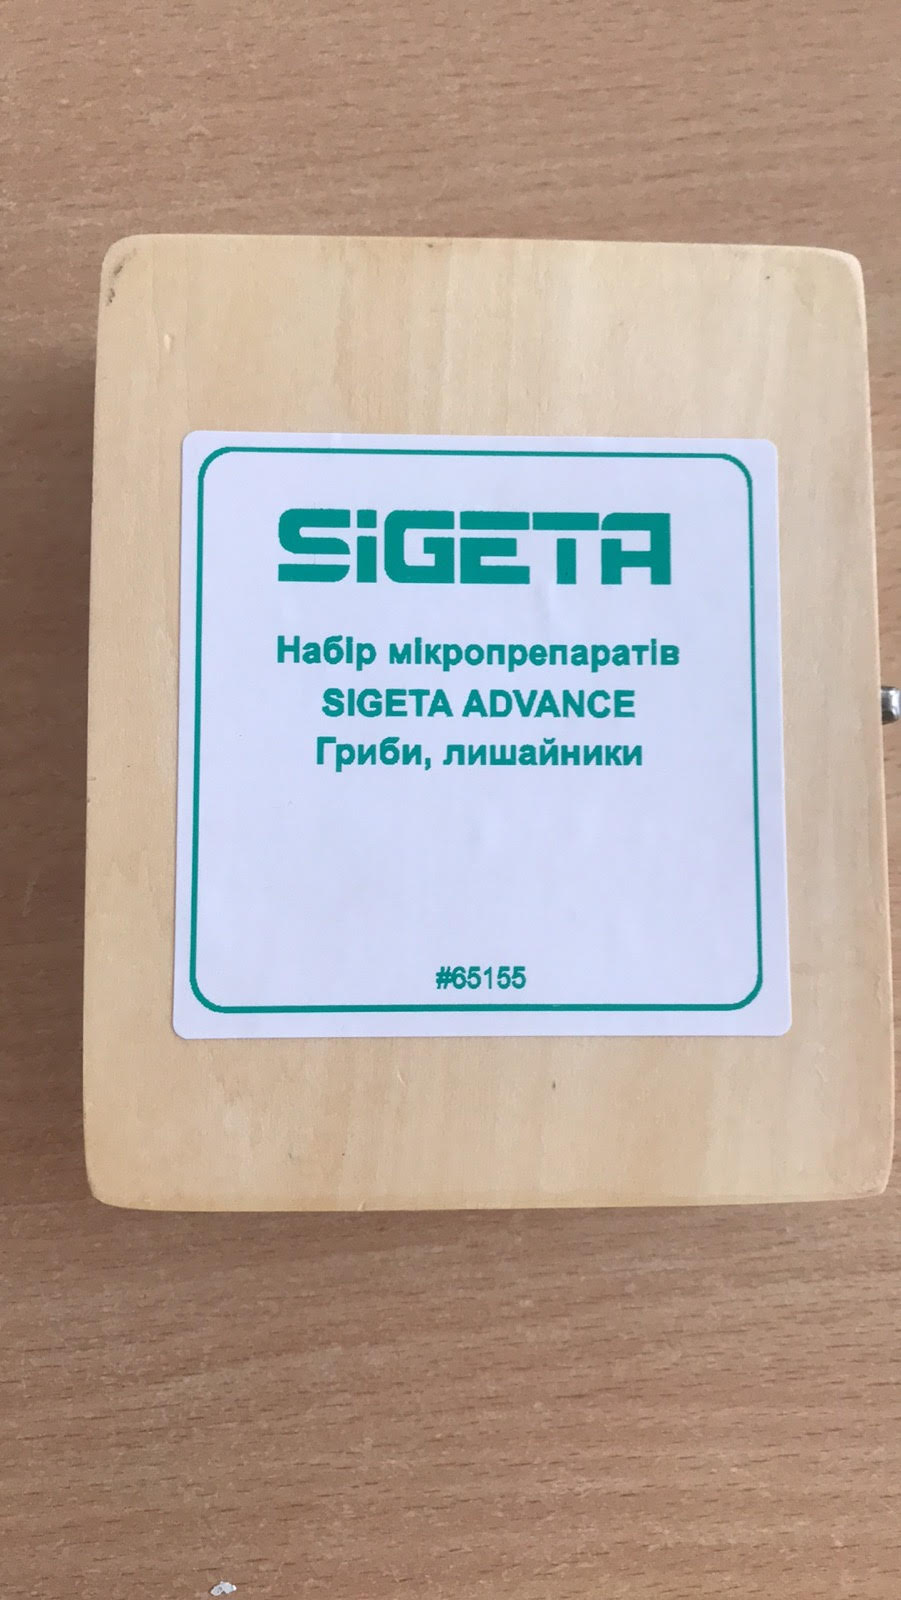 SiGETA
Набір мікропрепаратів
SIGETA ADVANCE
Гриби, лишайники
#65155